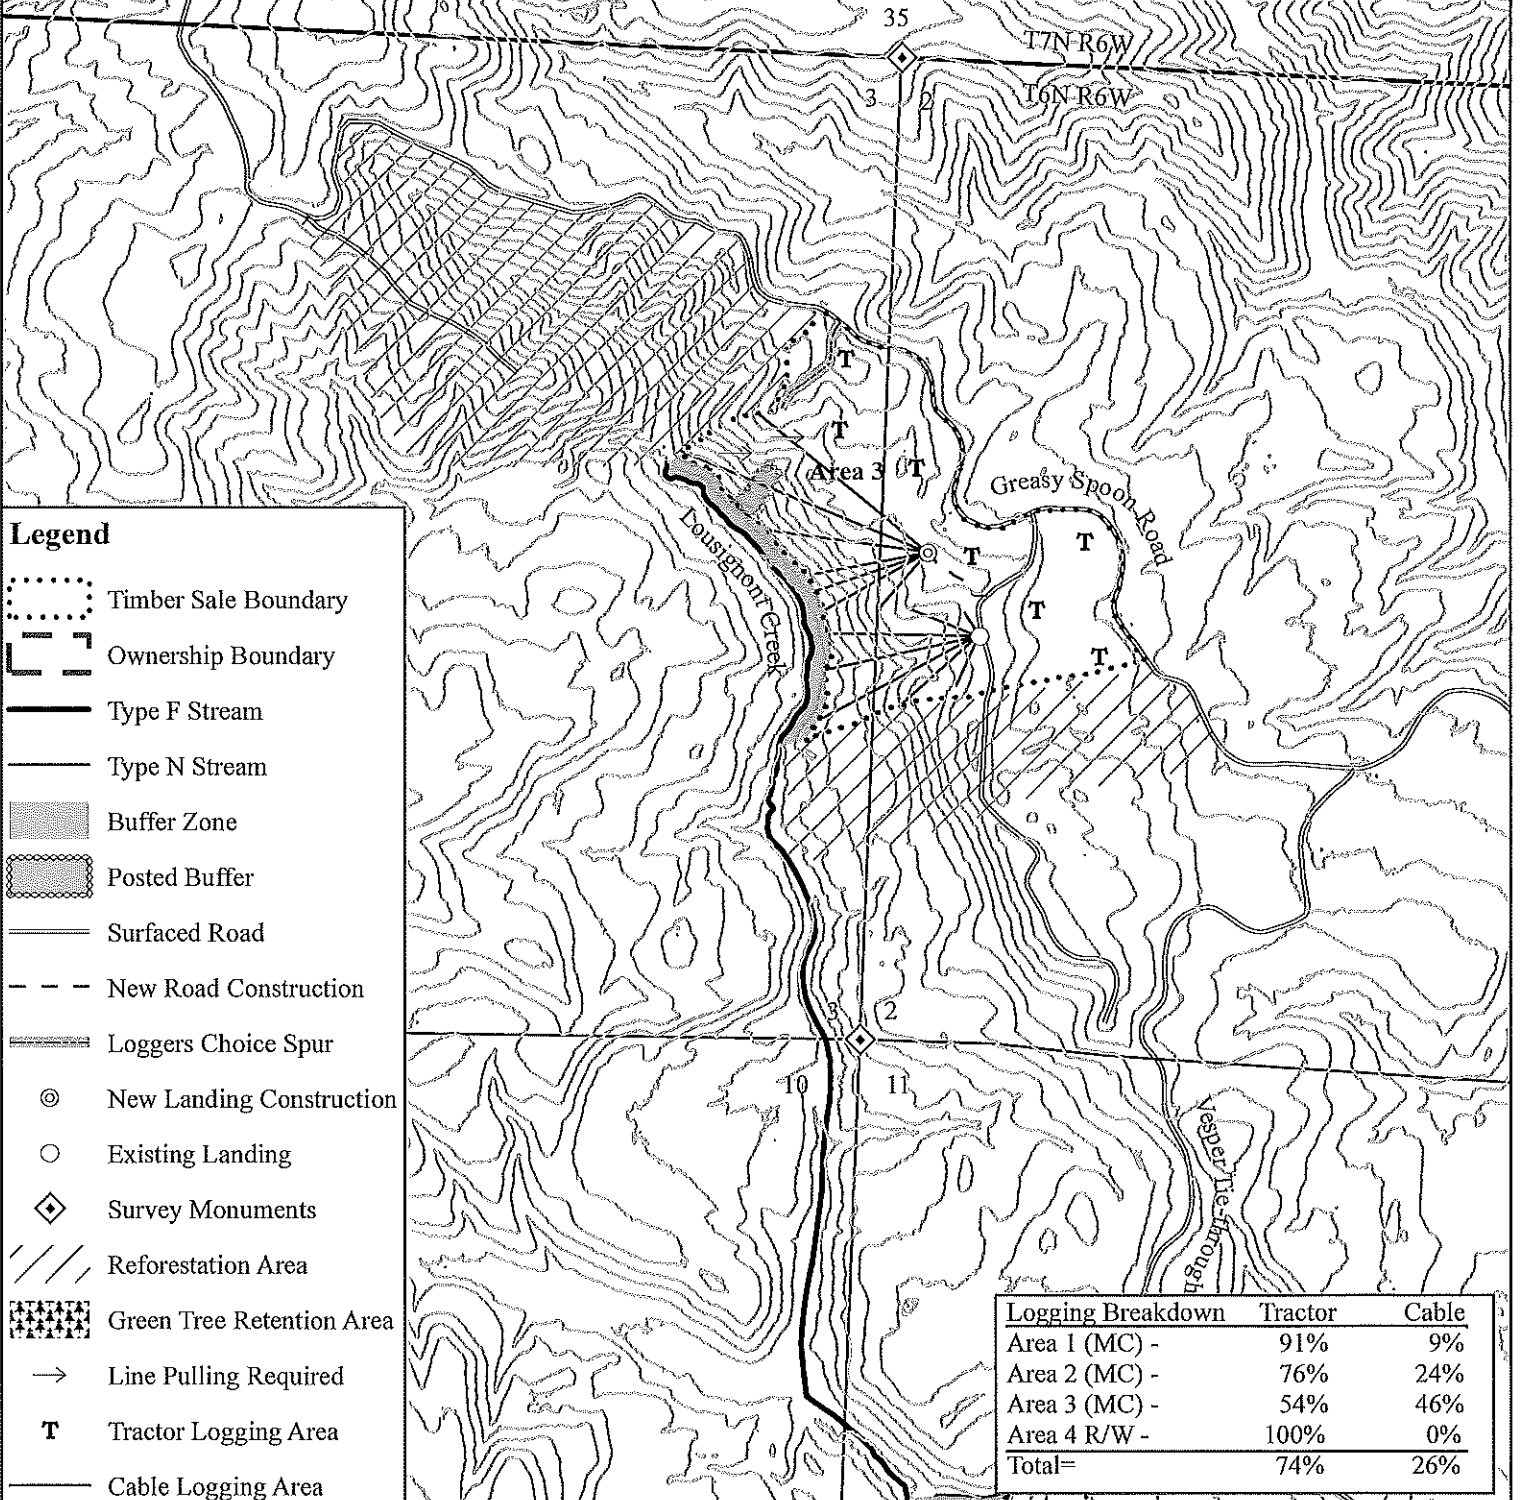 35
T7N R6W
3 2
T6N R6W
T
T
Area 3 T
Greasy Spoon Road
Lousignont Creek
T
T
T
T
3 2
10 11
Vesper Tie-through
Legend
Timber Sale Boundary
Ownership Boundary
Type F Stream
Type N Stream
Buffer Zone
Posted Buffer
Surfaced Road
New Road Construction
Loggers Choice Spur
New Landing Construction
Existing Landing
Survey Monuments
Reforestation Area
Green Tree Retention Area
Line Pulling Required
T Tractor Logging Area
Cable Logging Area
Logging Breakdown Tractor Cable
Area 1 (MC) - 91% 9%
Area 2 (MC) - 76% 24%
Area 3 (MC) - 54% 46%
Area 4 R/W - 100% 0%
Total= 74% 26%